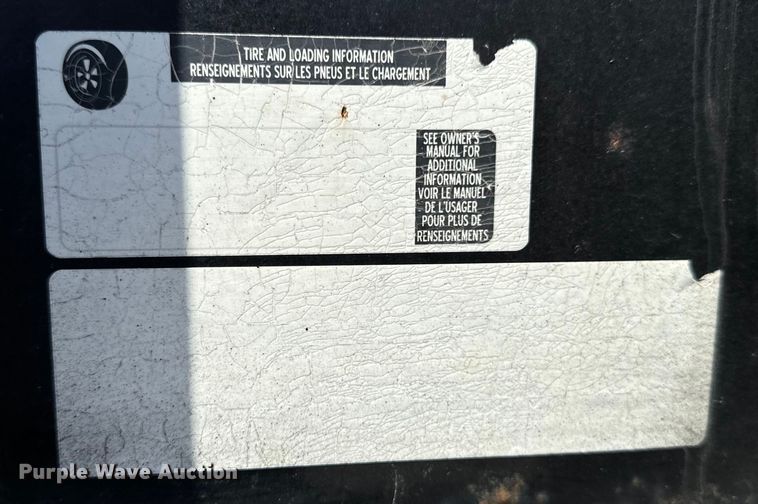 TIRE AND LOADING INFORMATION
RENSEIGNEMENTS SUR LES PNEUS ET LE CHARGEMENT
SEE OWNER'S
MANUAL FOR
ADDITIONAL
INFORMATION
VOIR LE MANUEL
DE L'USAGER
POUR PLUS DE
RENSEIGNEMENTS
Purple Wave Auction